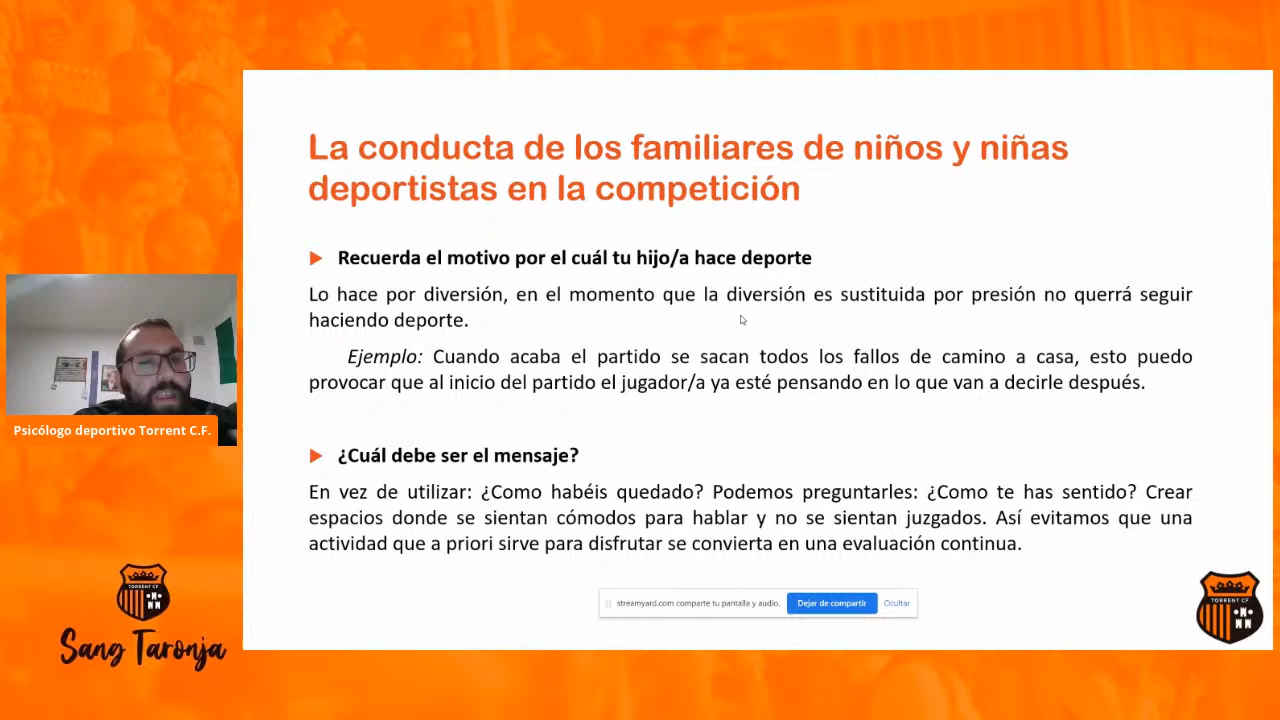 La conducta de los familiares de niños y niñas
deportistas en la competición
Recuerda el motivo por el cuál tu hijo/a hace deporte
Lo hace por diversión, en el momento que la diversión es sustituida por presión no querrá seguir
haciendo deporte.
Ejemplo: Cuando acaba el partido se sacan todos los fallos de camino a casa, esto puedo
provocar que al inicio del partido el jugador/a ya esté pensando en lo que van a decirle después.
¿Cuál debe ser el mensaje?
En vez de utilizar: ¿Como habéis quedado? Podemos preguntarles: ¿Como te has sentido? Crear
espacios donde se sientan cómodos para hablar y no se sientan juzgados. Así evitamos que una
actividad que a priori sirve para disfrutar se convierta en una evaluación continua.
streamyard.com comparte tu pantalla y audio.
Dejar de compartir
Ocultar
Psicólogo deportivo Torrent C.F.
TORRENT CF
Sang Taronja
TORRENT CF